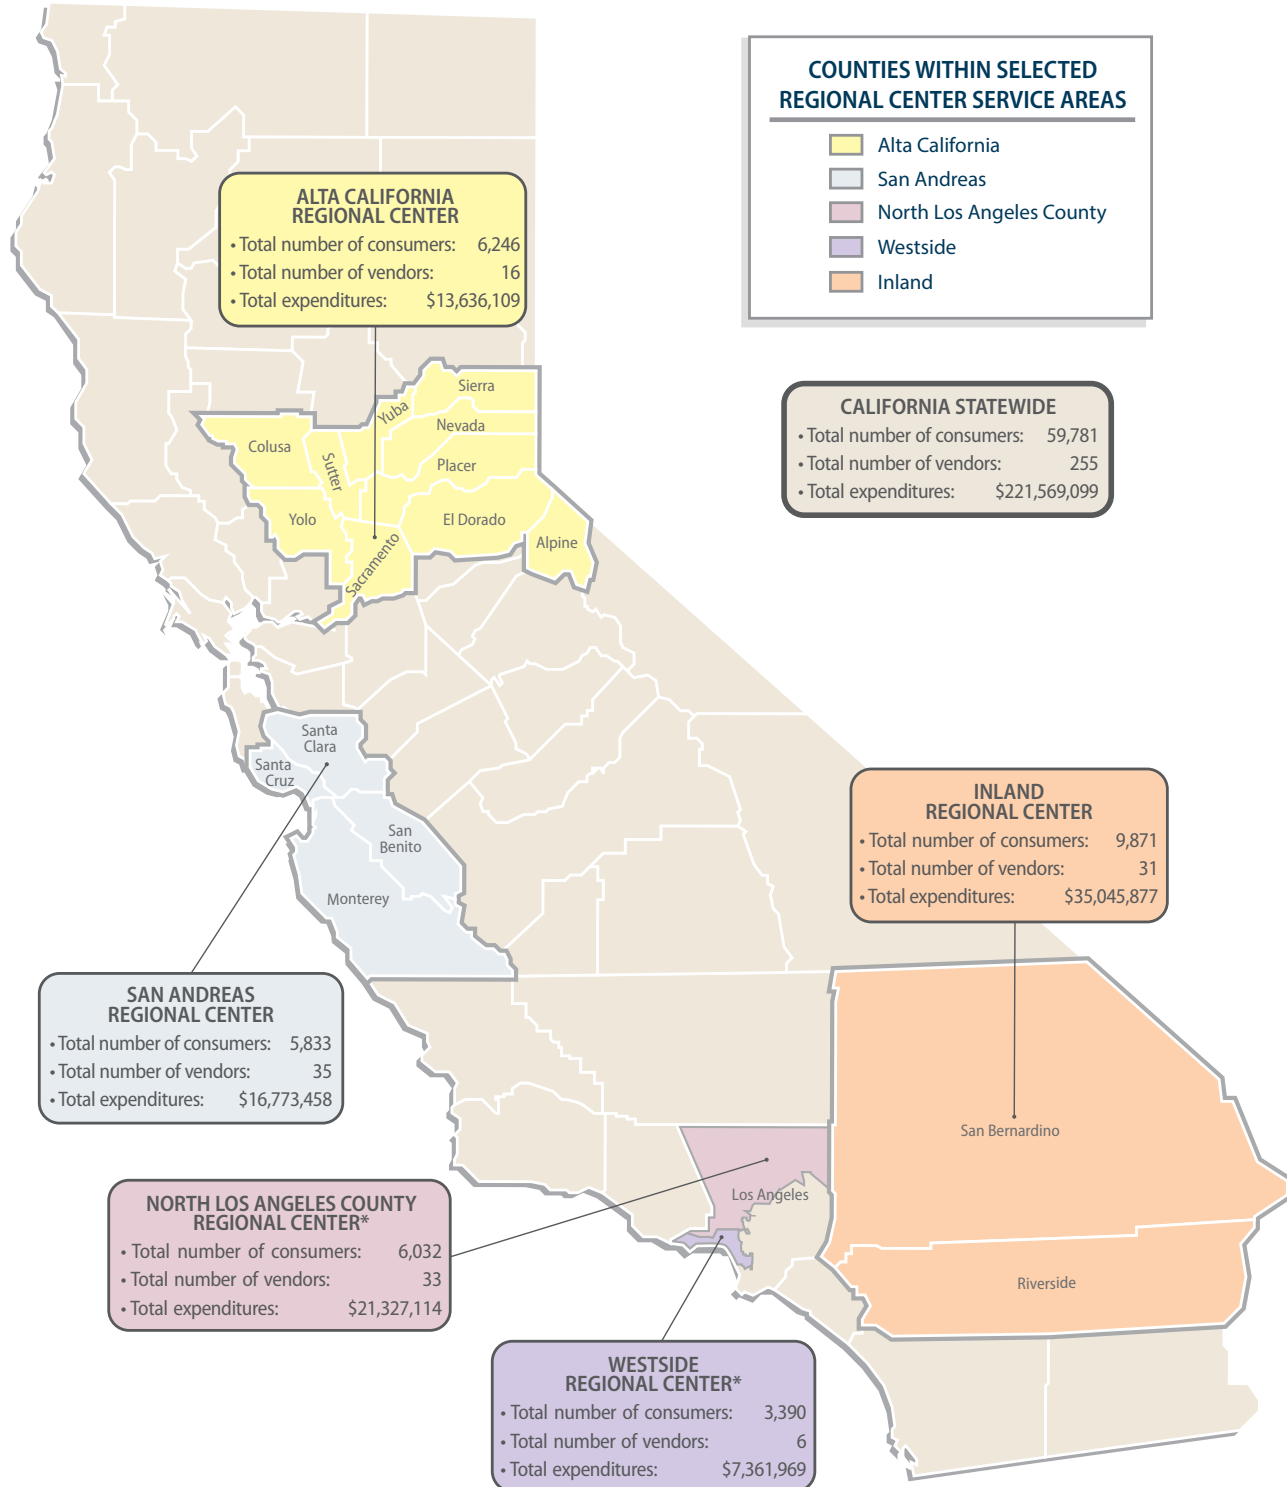 COUNTIES WITHIN SELECTED
REGIONAL CENTER SERVICE AREAS
Alta California
San Andreas
North Los Angeles County
Westside
Inland
ALTA CALIFORNIA
REGIONAL CENTER
• Total number of consumers: 6,246
• Total number of vendors: 16
• Total expenditures: $13,636,109
CALIFORNIA STATEWIDE
• Total number of consumers: 59,781
• Total number of vendors: 255
• Total expenditures: $221,569,099
Sierra
Yuba
Nevada
Colusa
Sutter
Placer
Yolo
El Dorado
Sacramento
Alpine
Santa
Clara
Santa
Cruz
San
Benito
Monterey
INLAND
REGIONAL CENTER
• Total number of consumers: 9,871
• Total number of vendors: 31
• Total expenditures: $35,045,877
SAN ANDREAS
REGIONAL CENTER
• Total number of consumers: 5,833
• Total number of vendors: 35
• Total expenditures: $16,773,458
San Bernardino
Los Angeles
Riverside
NORTH LOS ANGELES COUNTY
REGIONAL CENTER*
• Total number of consumers: 6,032
• Total number of vendors: 33
• Total expenditures: $21,327,114
WESTSIDE
REGIONAL CENTER*
• Total number of consumers: 3,390
• Total number of vendors: 6
• Total expenditures: $7,361,969